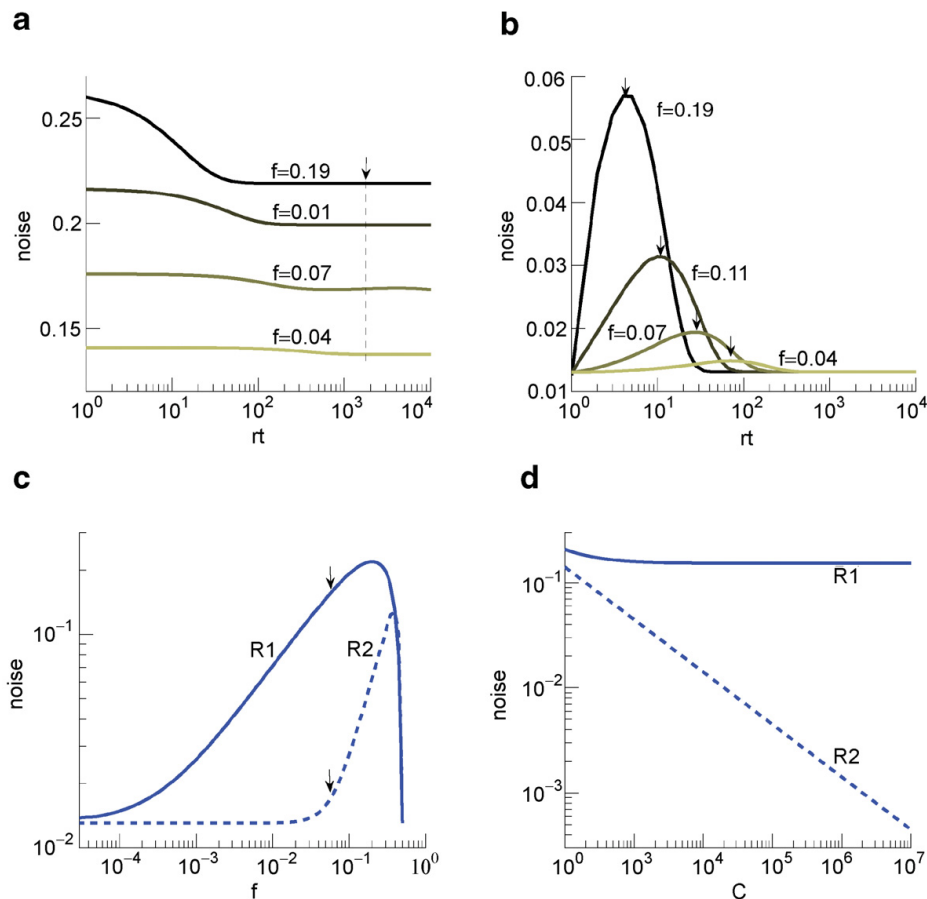 a
b
0.25
0.2
0.15
noise
f=0.19
f=0.01
f=0.07
f=0.04
10^0 10^1 10^2 10^3 10^4
rt
0.06
0.05
0.04
0.03
0.02
0.01
noise
f=0.19
f=0.11
f=0.07
f=0.04
10^0 10^1 10^2 10^3 10^4
rt
c
d
10^-1
10^-2
noise
R1
R2
10^-4 10^-3 10^-2 10^-1 10^0
f
10^-1
10^-2
10^-3
noise
R1
R2
10^0 10^3 10^4 10^5 10^6 10^7
C